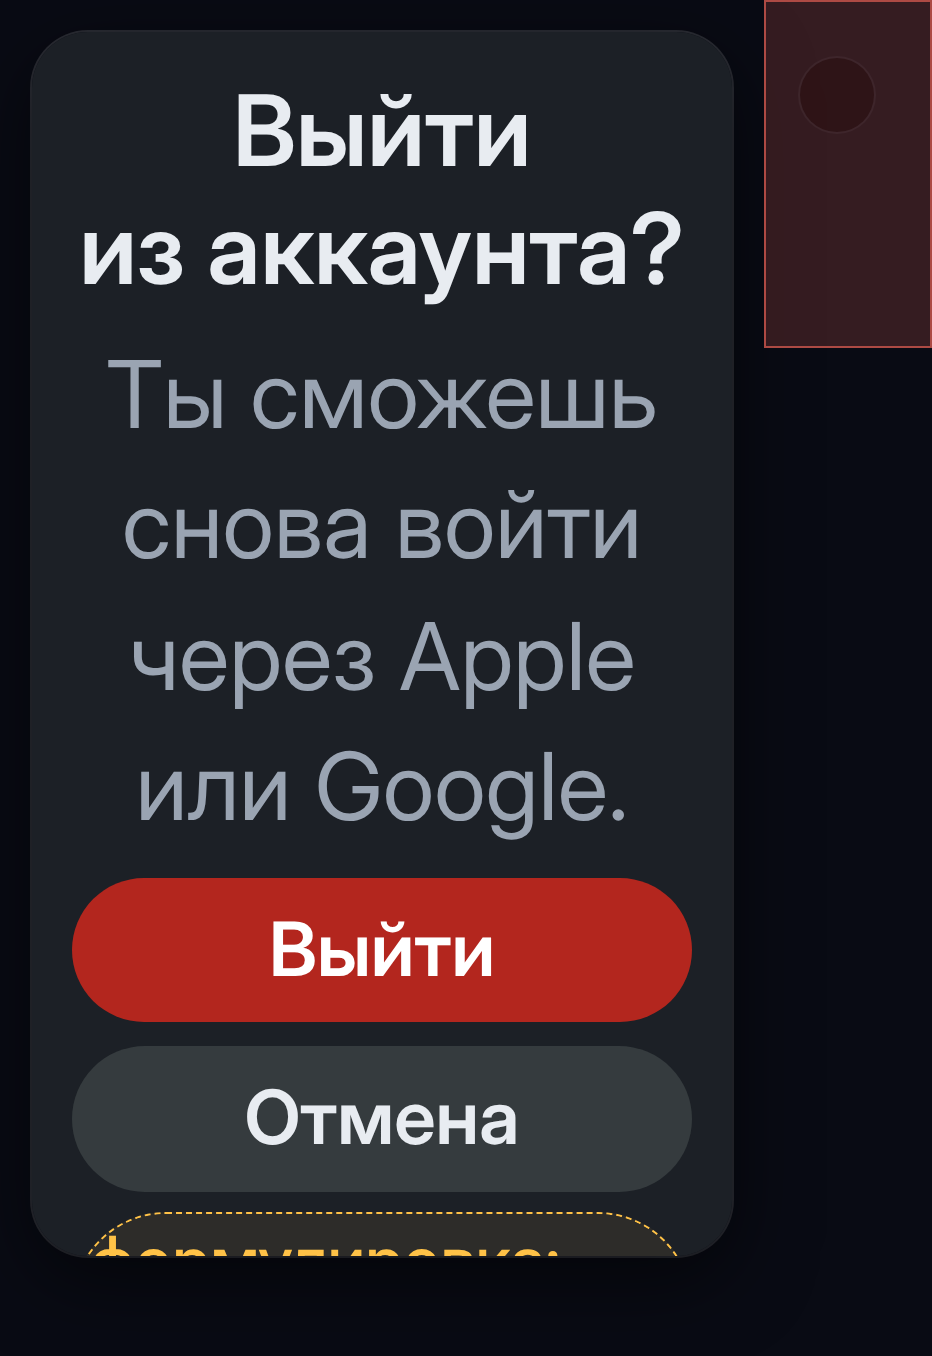 Выйти
из аккаунта?
Ты сможешь
снова войти
через Apple
или Google.
Выйти
Отмена